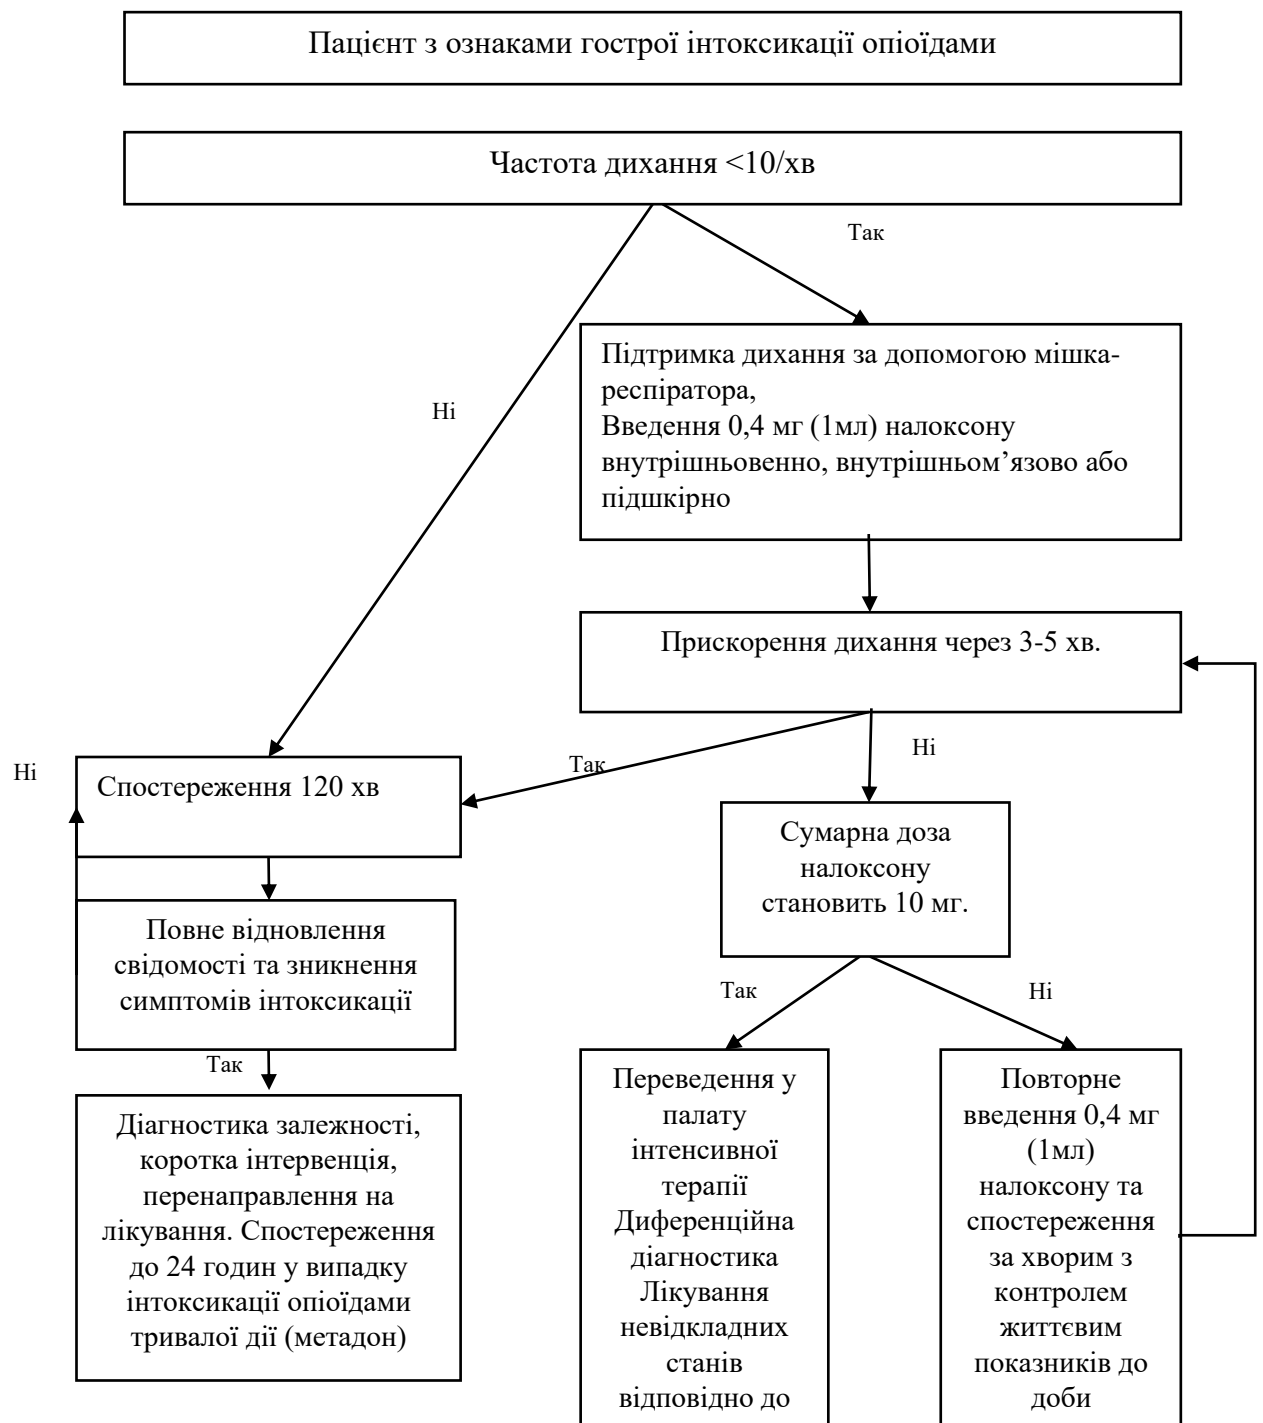 Пацієнт з ознаками гострої інтоксикації опіоїдами
Частота дихання <10/хв
Так
Ні
Підтримка дихання за допомогою мішка-
респіратора,
Введення 0,4 мг (1мл) налоксону
внутрішньовенно, внутрішньом’язово або
підшкірно
Прискорення дихання через 3-5 хв.
Так
Ні
Ні
Спостереження 120 хв
Сумарна доза
налоксону
становить 10 мг.
Повне відновлення
свідомості та зникнення
симптомів інтоксикації
Так
Так
Ні
Діагностика залежності,
коротка інтервенція,
перенаправлення на
лікування. Спостереження
до 24 годин у випадку
інтоксикації опіоїдами
тривалої дії (метадон)
Переведення у
палату
інтенсивної
терапії
Диференційна
діагностика
Лікування
невідкладних
станів
відповідно до
Повторне
введення 0,4 мг
(1мл)
налоксону та
спостереження
за хворим з
контролем
життєвим
показників до
доби